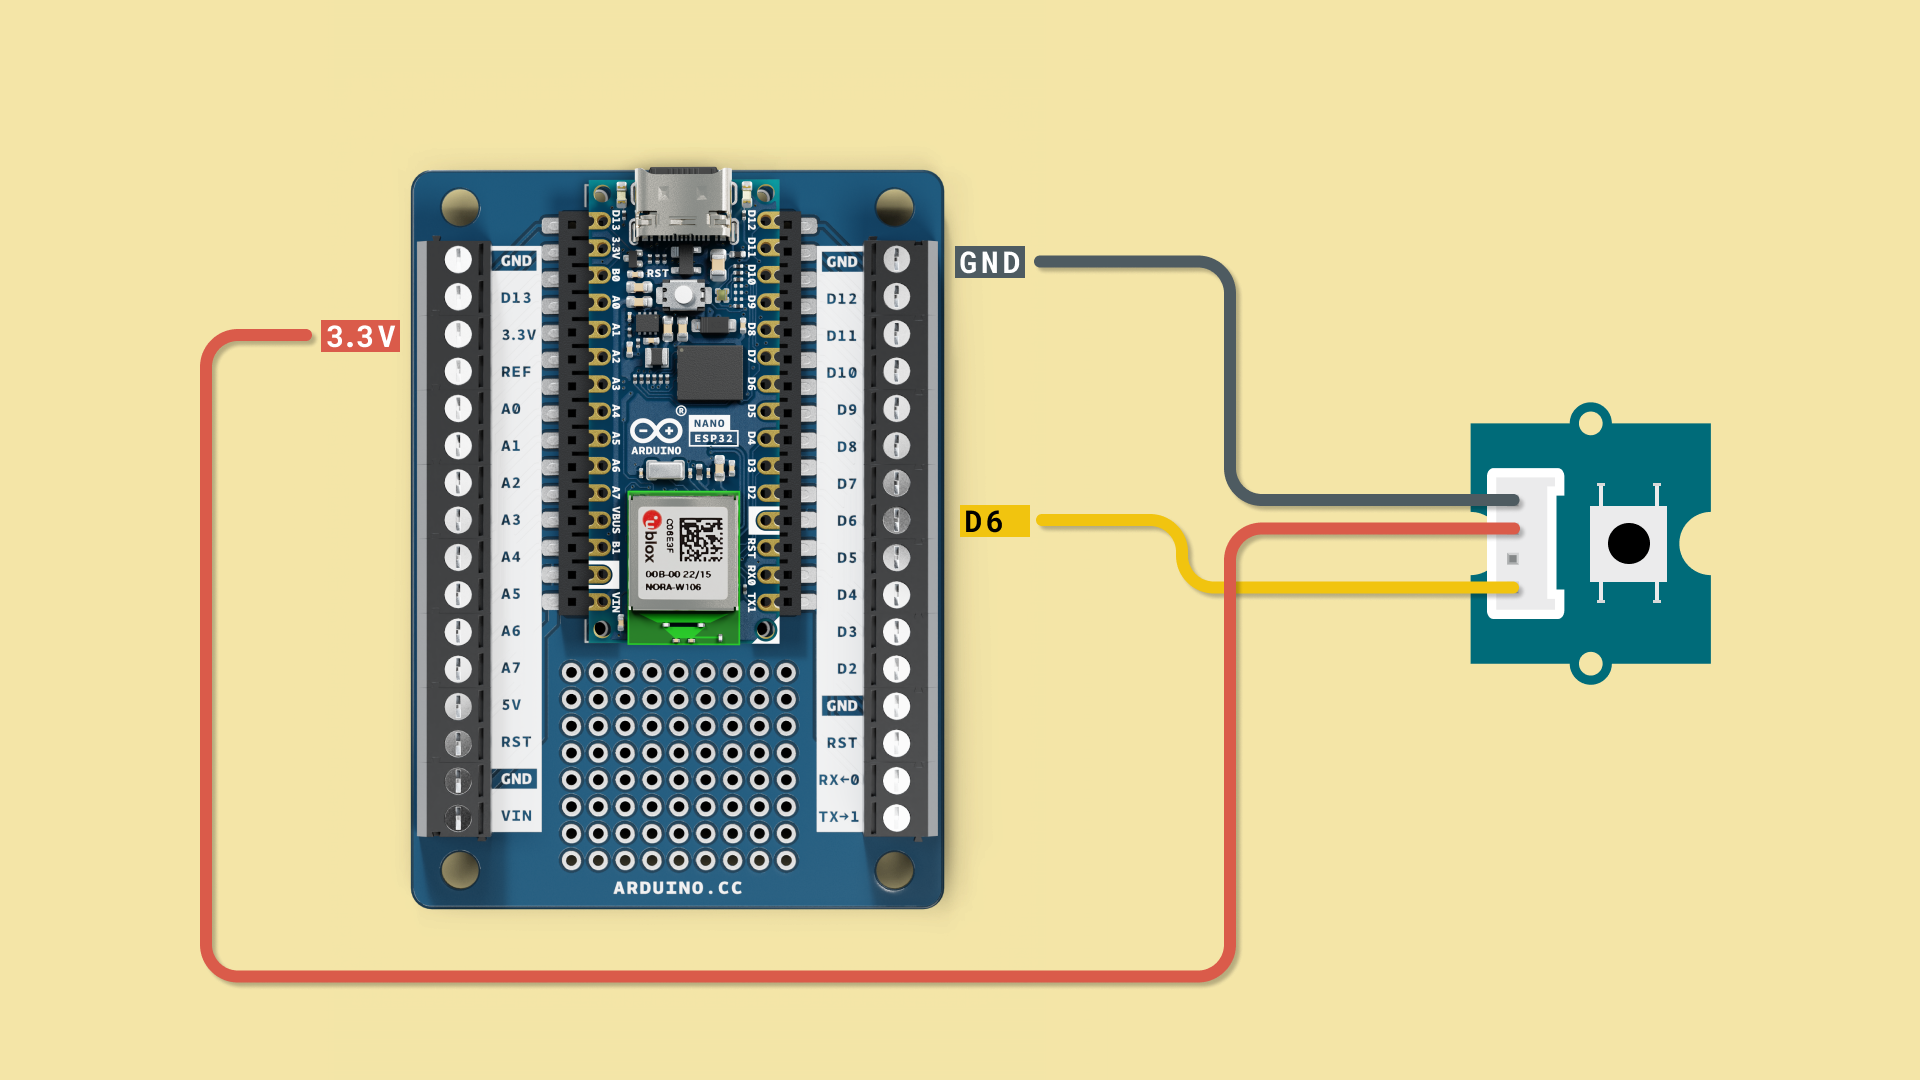 GND
D13
3.3V
REF
A0
A1
A2
A3
A4
A5
A6
A7
5V
RST
GND
VIN
3.3V
D13
3.3V
B0
A0
A1
A2
A3
A4
A5
A6
A7
VBUS
B1
VIN
RST
®
NANO
ESP32
ARDUINO
ublox
C06E3F
00B-00 22/15
NORA-W106
D12
D11
D10
D9
D8
D7
D6
D5
D4
D3
D2
RST
RX0
TX1
GND
D12
D11
D10
D9
D8
D7
D6
D5
D4
D3
D2
GND
RST
RX←0
TX→1
ARDUINO.CC
GND
D6